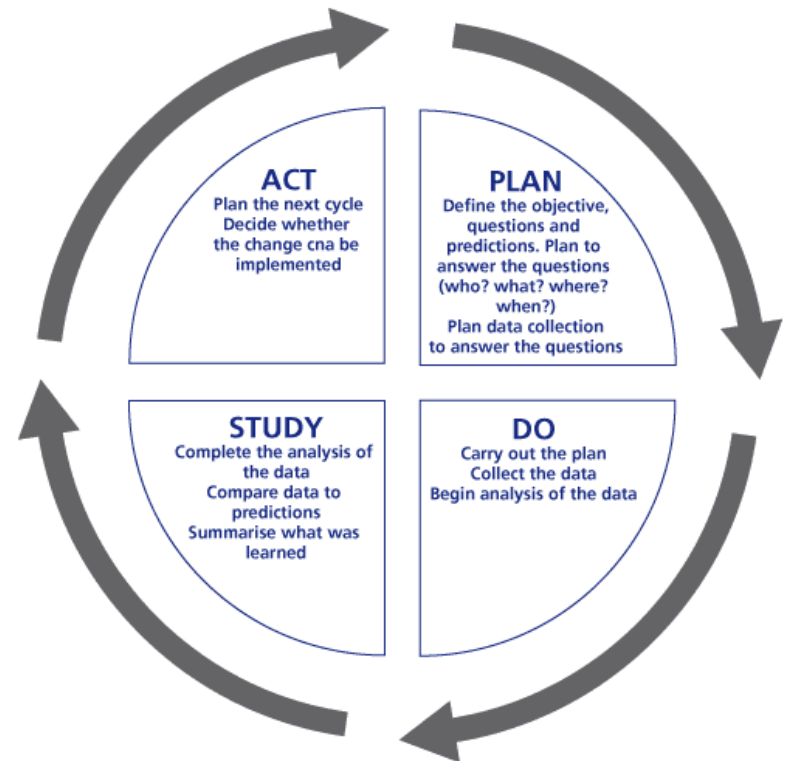 ACT
Plan the next cycle
Decide whether
the change cna be
implemented
PLAN
Define the objective,
questions and
predictions. Plan to
answer the questions
(who? what? where?
when?)
Plan data collection
to answer the questions
STUDY
Complete the analysis of
the data
Compare data to
predictions
Summarise what was
learned
DO
Carry out the plan
Collect the data
Begin analysis of the data